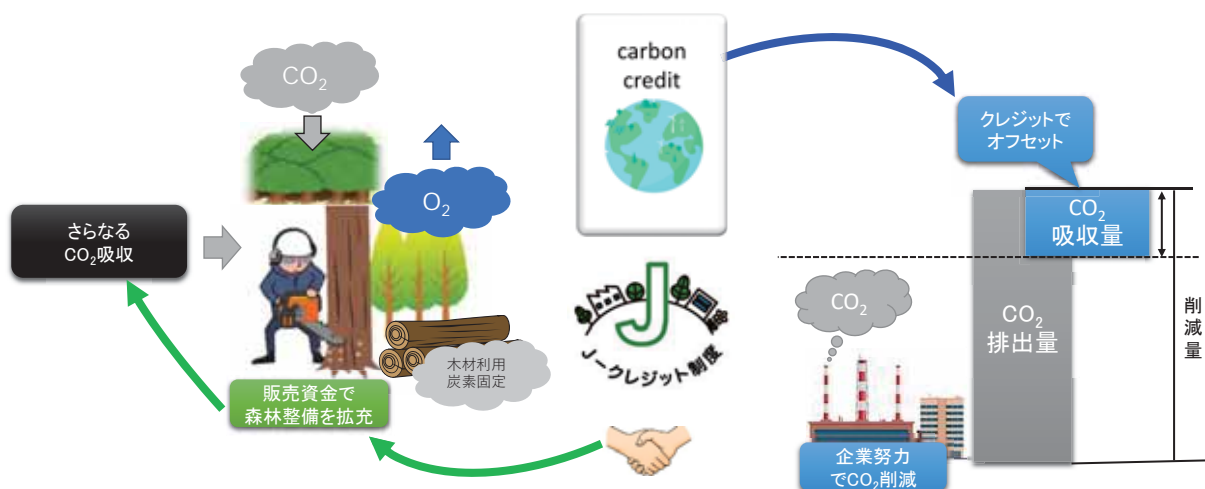 CO₂
O₂
さらなる
CO₂吸収
木材利用
炭素固定
販売資金で
森林整備を拡充
carbon
credit
J
J－クレジット制度
クレジットで
オフセット
CO₂
吸収量
CO₂
CO₂
排出量
削減量
企業努力
でCO₂削減